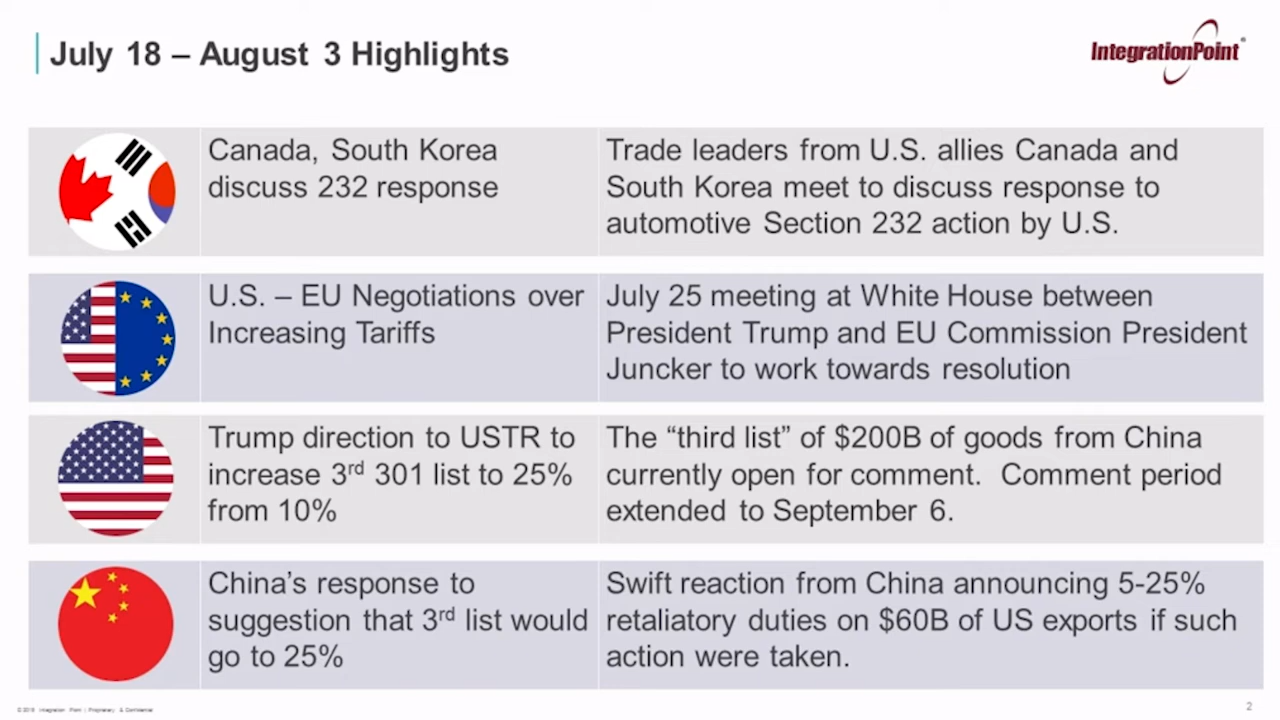 July 18 – August 3 Highlights
IntegrationPoint®
Canada, South Korea
discuss 232 response
Trade leaders from U.S. allies Canada and
South Korea meet to discuss response to
automotive Section 232 action by U.S.
U.S. – EU Negotiations over
Increasing Tariffs
July 25 meeting at White House between
President Trump and EU Commission President
Juncker to work towards resolution
Trump direction to USTR to
increase 3rd 301 list to 25%
from 10%
The “third list” of $200B of goods from China
currently open for comment. Comment period
extended to September 6.
China’s response to
suggestion that 3rd list would
go to 25%
Swift reaction from China announcing 5-25%
retaliatory duties on $60B of US exports if such
action were taken.
© 2018 Integration Point | Proprietary & Confidential
2